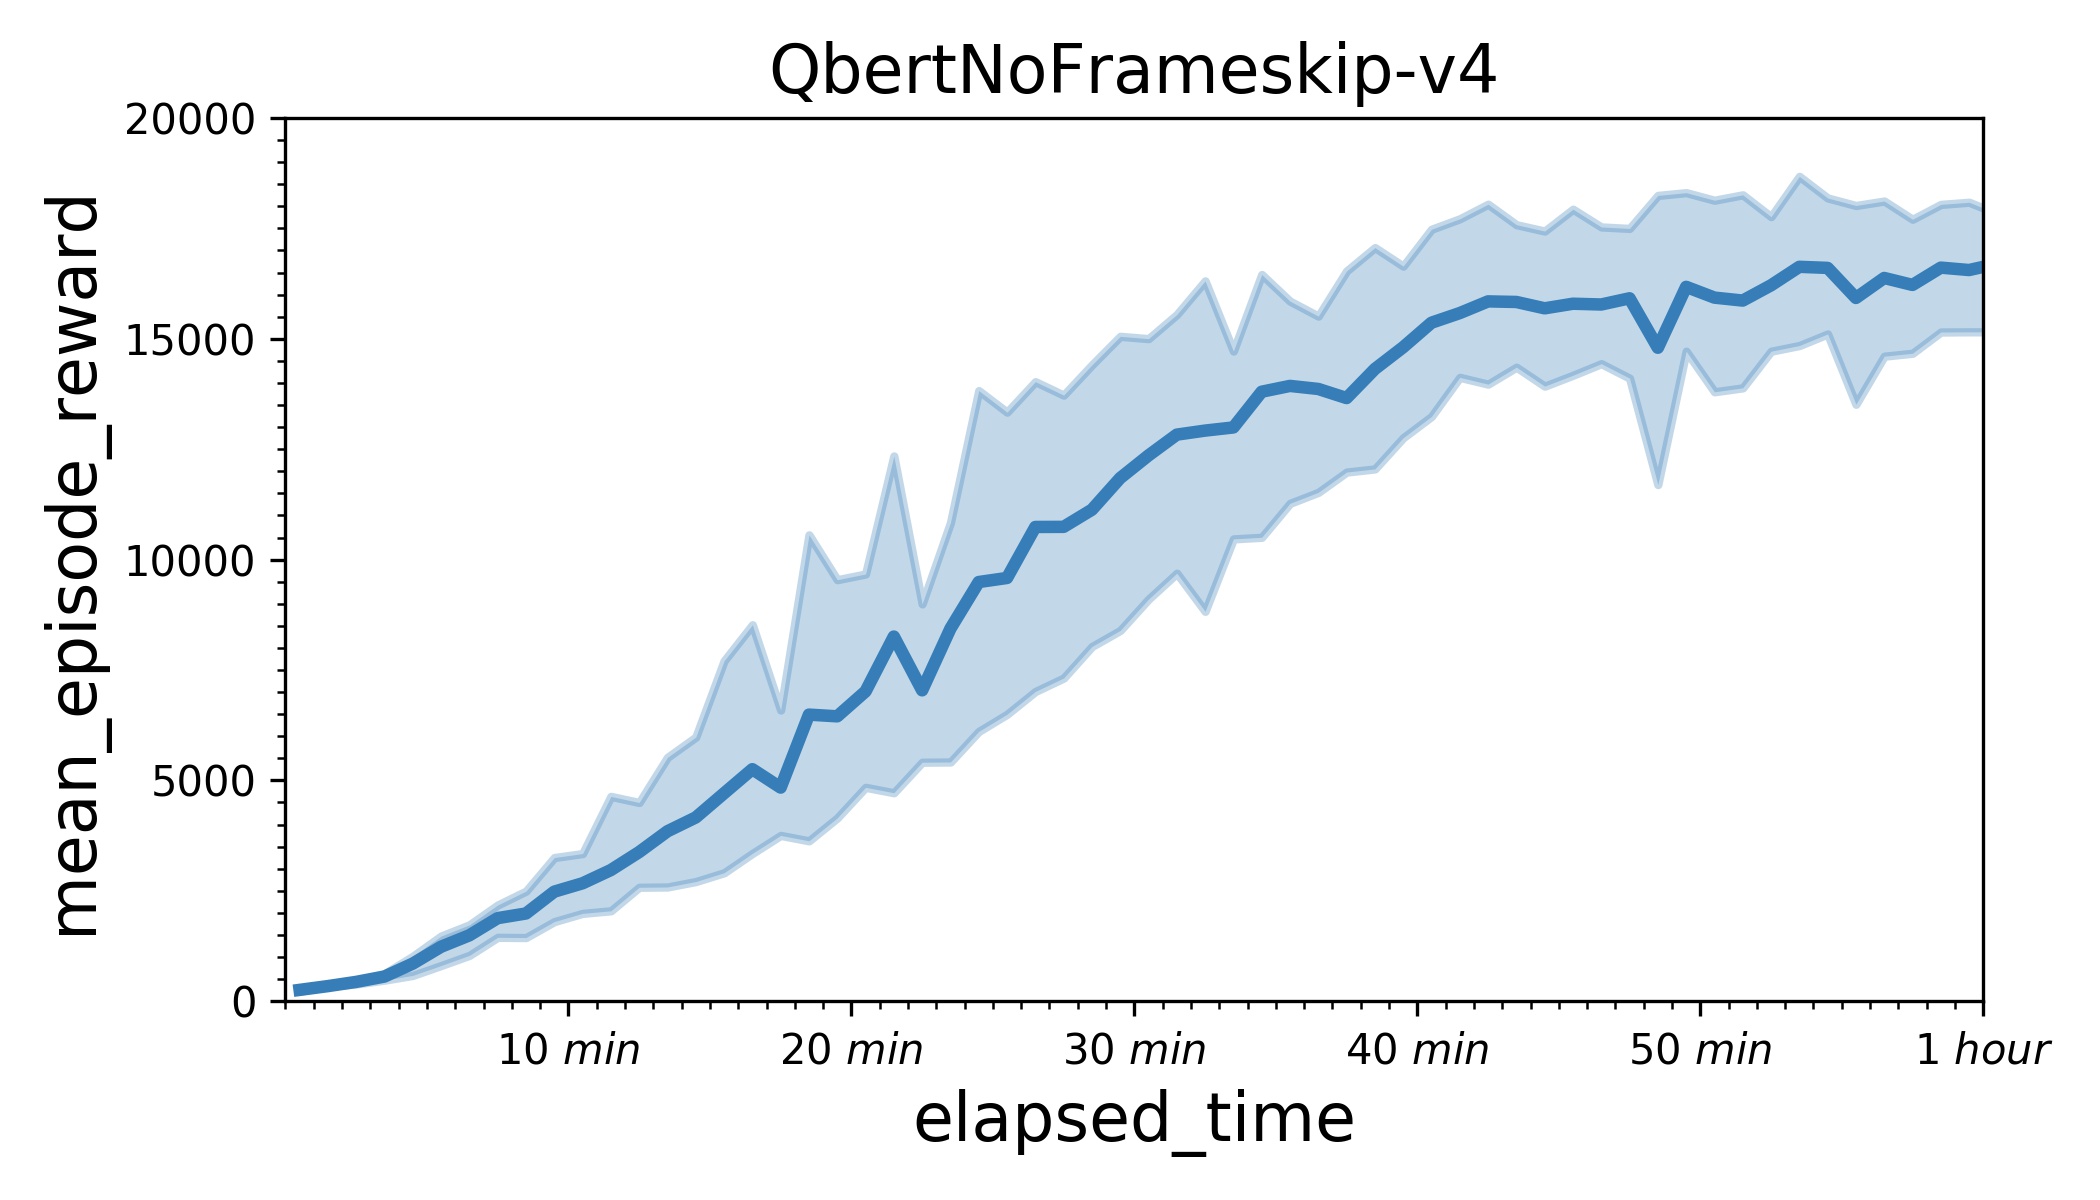 QbertNoFrameskip-v4
mean_episode_reward
20000
15000
10000
5000
0
10 min 20 min 30 min 40 min 50 min 1 hour
elapsed_time